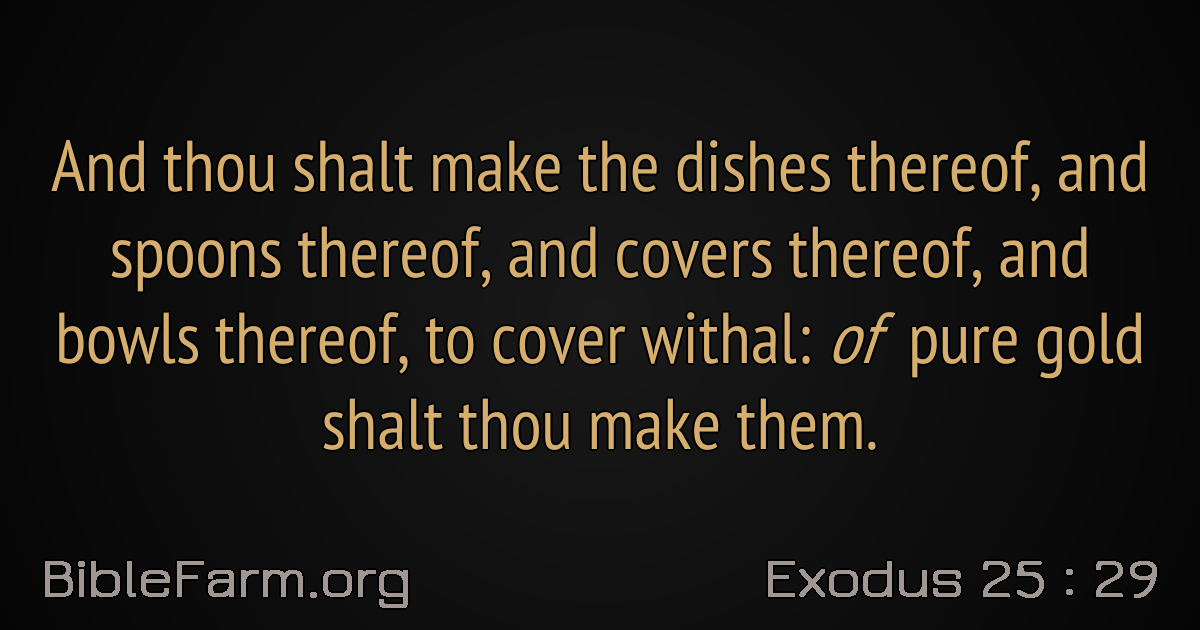 And thou shalt make the dishes thereof, and
spoons thereof, and covers thereof, and
bowls thereof, to cover withal: of pure gold
shalt thou make them.
BibleFarm.org
Exodus 25 : 29